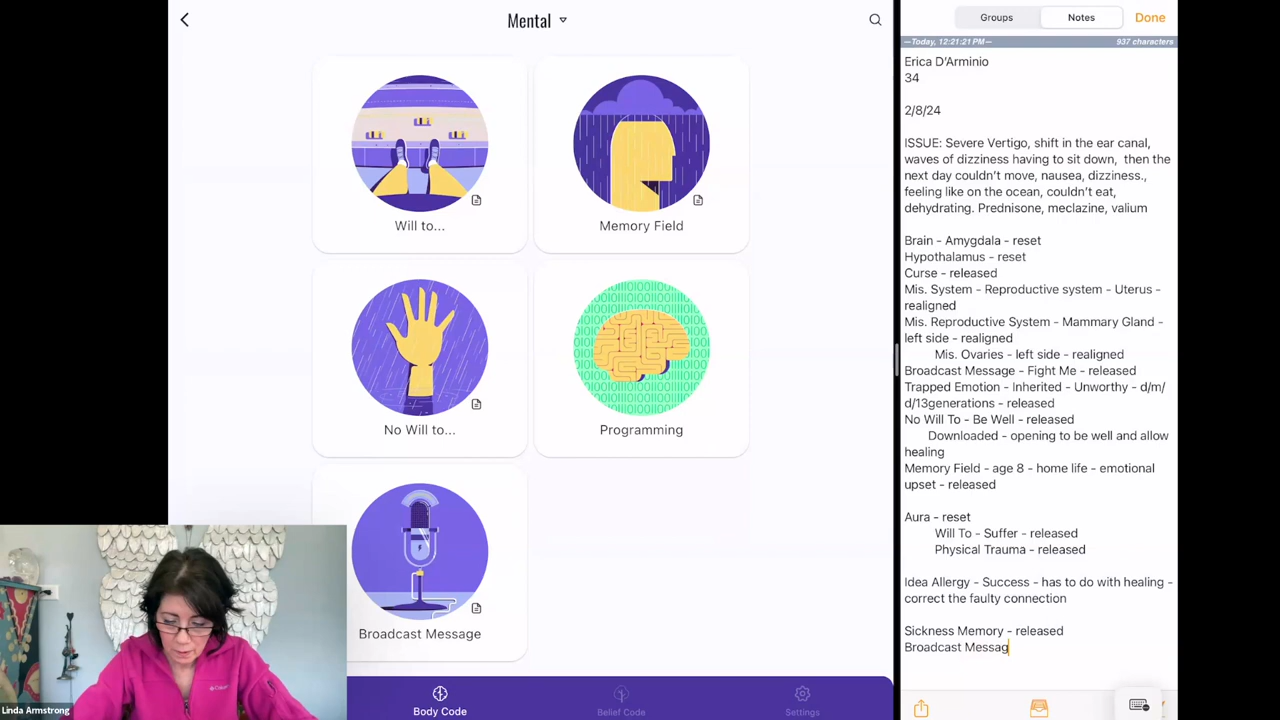 Mental
Will to...
Memory Field
No Will to...
Programming
Broadcast Message
Body Code
Belief Code
Settings
Linda Armstrong
Groups
Notes
Done
—Today, 12:21:21 PM—
937 characters
Erica D'Arminio
34
2/8/24
ISSUE: Severe Vertigo, shift in the ear canal,
waves of dizziness having to sit down,  then the
next day couldn't move, nausea, dizziness.,
feeling like on the ocean, couldn't eat,
dehydrating. Prednisone, meclazine, valium
Brain - Amygdala - reset
Hypothalamus - reset
Curse - released
Mis. System - Reproductive system - Uterus -
realigned
Mis. Reproductive System - Mammary Gland -
left side - realigned
Mis. Ovaries - left side - realigned
Broadcast Message - Fight Me - released
Trapped Emotion - Inherited - Unworthy - d/m/
d/13generations - released
No Will To - Be Well - released
Downloaded - opening to be well and allow
healing
Memory Field - age 8 - home life - emotional
upset - released
Aura - reset
Will To - Suffer - released
Physical Trauma - released
Idea Allergy - Success - has to do with healing -
correct the faulty connection
Sickness Memory - released
Broadcast Messag